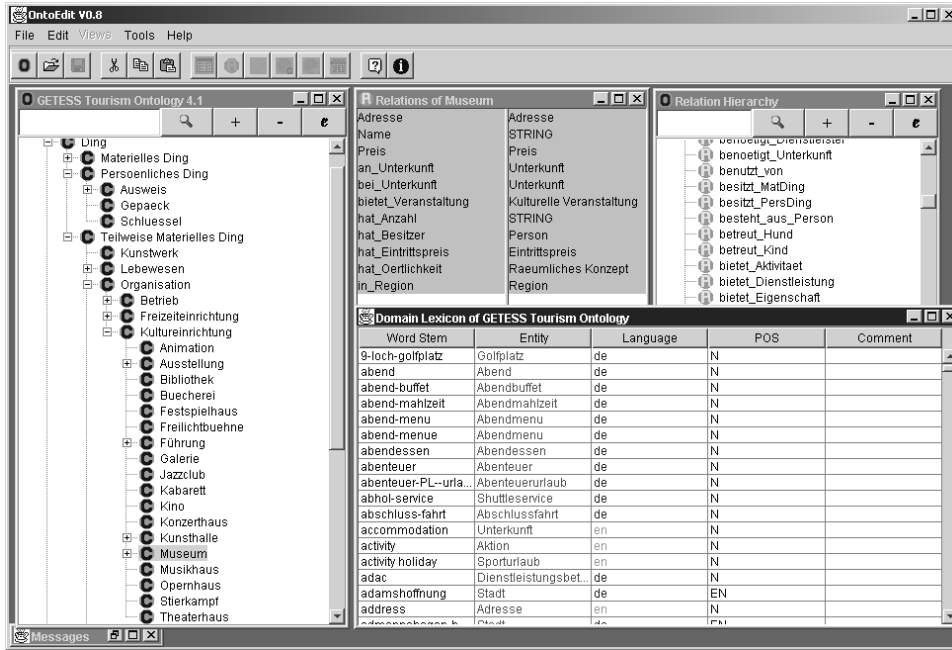 OntoEdit V0.8
File Edit Views Tools Help
GETESS Tourism Ontology 4.1
+ - e
Ding
Materielles Ding
Persoenliches Ding
Ausweis
Gepaeck
Schluessel
Teilweise Materielles Ding
Kunstwerk
Lebewesen
Organisation
Betrieb
Freizeiteinrichtung
Kultureinrichtung
Animation
Ausstellung
Bibliothek
Buecherei
Festspielhaus
Freilichtbuehne
Führung
Galerie
Jazzclub
Kabarett
Kino
Konzerthaus
Kunsthalle
Museum
Musikhaus
Opernhaus
Stierkampf
Theaterhaus
Relations of Museum
Adresse Adresse
Name STRING
Preis Preis
an_Unterkunft Unterkunft
bei_Unterkunft Unterkunft
bietet_Veranstaltung Kulturelle Veranstaltung
hat_Anzahl STRING
hat_Besitzer Person
hat_Eintrittspreis Eintrittspreis
hat_Oertlichkeit Raeumliches Konzept
in_Region Region
Relation Hierarchy
+ - e
benoetigt_Dienstleister
benoetigt_Unterkunft
benutzt_von
besitzt_MatDing
besitzt_PersDing
besteht_aus_Person
betreut_Hund
betreut_Kind
bietet_Aktivitaet
bietet_Dienstleistung
bietet_Eigenschaft
Domain Lexicon of GETESS Tourism Ontology
Word Stem Entity Language POS Comment
9-loch-golfplatz Golfplatz de N
abend Abend de N
abend-buffet Abendbuffet de N
abend-mahlzeit Abendmahlzeit de N
abend-menu Abendmenu de N
abend-menue Abendmenu de N
abendessen Abendessen de N
abenteuer Abenteuer de N
abenteuer-PL--urla... Abenteuerurlaub de N
abhol-service Shuttleservice de N
abschluss-fahrt Abschlussfahrt de N
accommodation Unterkunft en N
activity Aktion en N
activity holiday Sporturlaub en N
adac Dienstleistungsbet... de N
adamshoffnung Stadt de EN
address Adresse en N
Stadt de EN
Messages